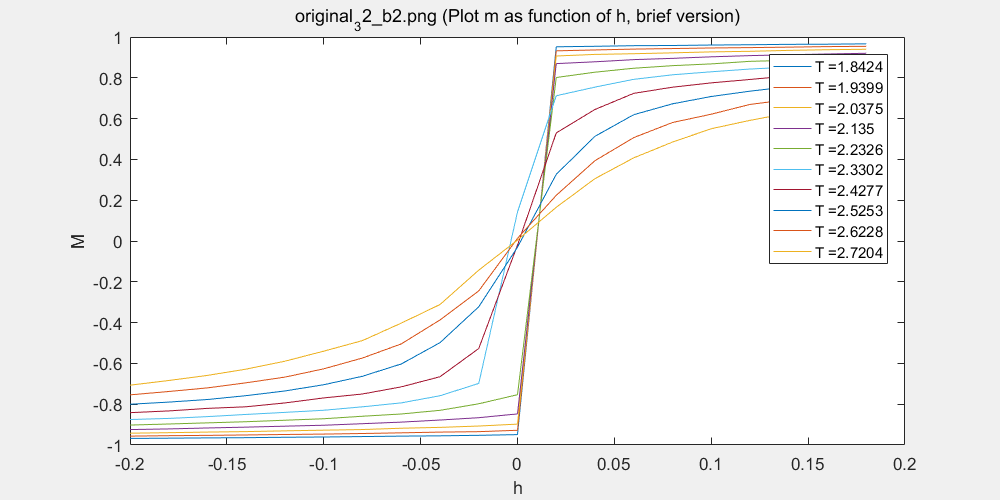 original_32_b2.png (Plot m as function of h, brief version)
1
0.8
0.6
0.4
0.2
0
-0.2
-0.4
-0.6
-0.8
-1
M
-0.2 -0.15 -0.1 -0.05 0 0.05 0.1 0.15 0.2
h
T =1.8424
T =1.9399
T =2.0375
T =2.135
T =2.2326
T =2.3302
T =2.4277
T =2.5253
T =2.6228
T =2.7204